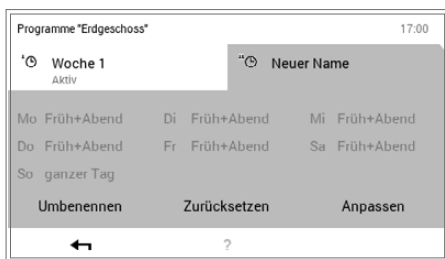 Programme "Erdgeschoss" 17:00
Woche 1 Neuer Name
Aktiv
Mo Früh+Abend Di Früh+Abend Mi Früh+Abend
Do Früh+Abend Fr Früh+Abend Sa Früh+Abend
So ganzer Tag
Umbenennen Zurücksetzen Anpassen
?